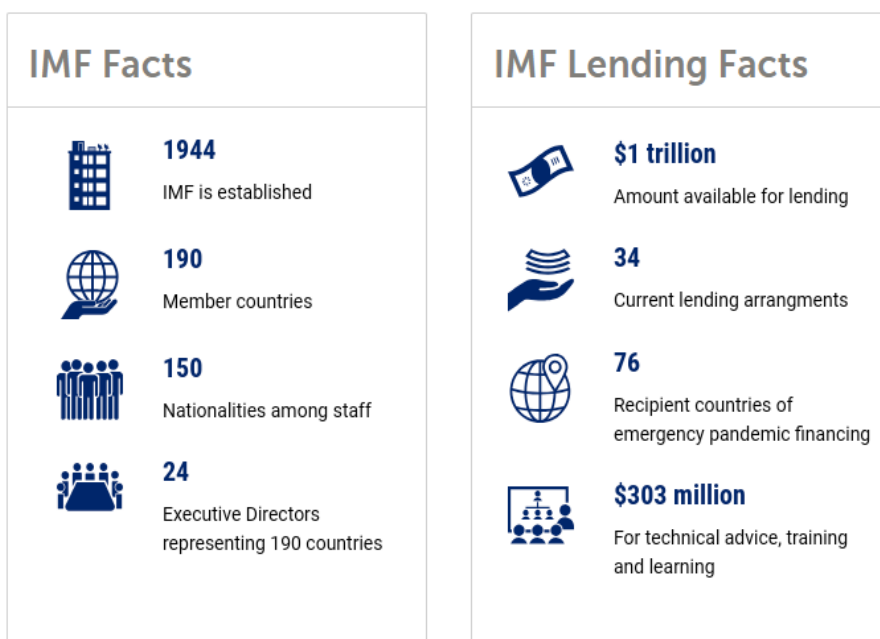 IMF Facts
1944
IMF is established
190
Member countries
150
Nationalities among staff
24
Executive Directors
representing 190 countries
IMF Lending Facts
$1 trillion
Amount available for lending
34
Current lending arrangments
76
Recipient countries of
emergency pandemic financing
$303 million
For technical advice, training
and learning